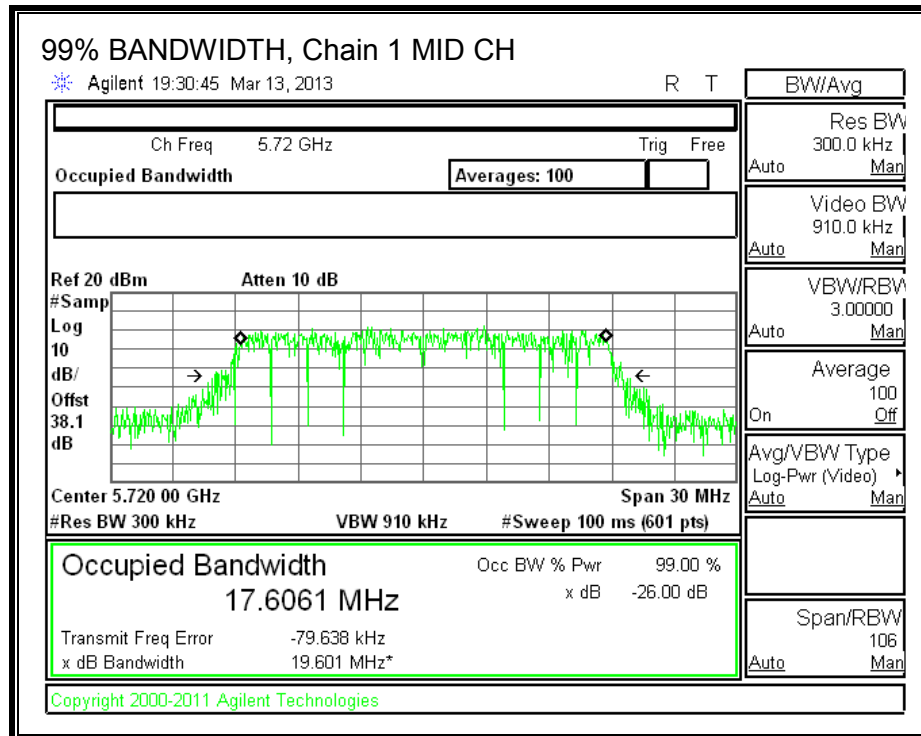 99% BANDWIDTH, Chain 1 MID CH
Agilent 19:30:45 Mar 13, 2013 R T
BW/Avg
Ch Freq 5.72 GHz Trig Free
Occupied Bandwidth Averages: 100
Res BW
300.0 kHz
Auto Man
Video BW
910.0 kHz
Auto Man
VBW/RBW
3.00000
Auto Man
Average
100
On Off
Avg/VBW Type
Log-Pwr (Video)
Auto Man
Span/RBW
106
Auto Man
Ref 20 dBm Atten 10 dB
#Samp
Log
10
dB/
Offst
38.1
dB
Center 5.720 00 GHz Span 30 MHz
#Res BW 300 kHz VBW 910 kHz #Sweep 100 ms (601 pts)
Occupied Bandwidth Occ BW % Pwr 99.00 %
17.6061 MHz x dB -26.00 dB
Transmit Freq Error -79.638 kHz
x dB Bandwidth 19.601 MHz*
Copyright 2000-2011 Agilent Technologies